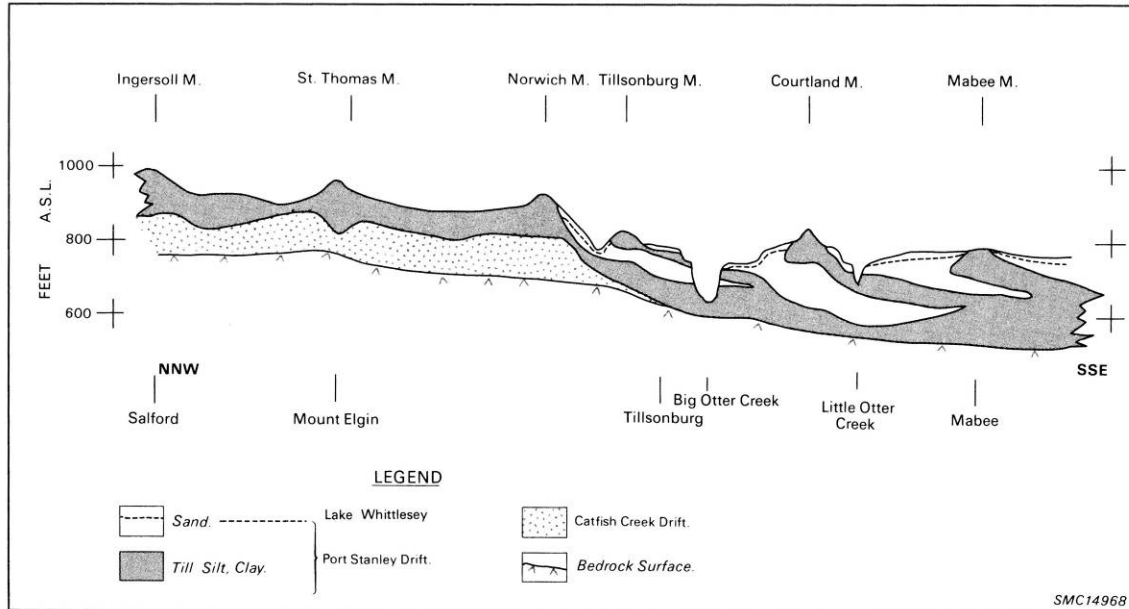 Ingersoll M. St. Thomas M. Norwich M. Tillsonburg M. Courtland M. Mabee M.
1000
A.S.L.
800
FEET
600
NNW SSE
Salford Mount Elgin Tillsonburg Big Otter Creek Little Otter Creek Mabee
LEGEND
Sand. Lake Whittlesey
Till Silt, Clay. Port Stanley Drift.
Catfish Creek Drift.
Bedrock Surface.
SMC14968